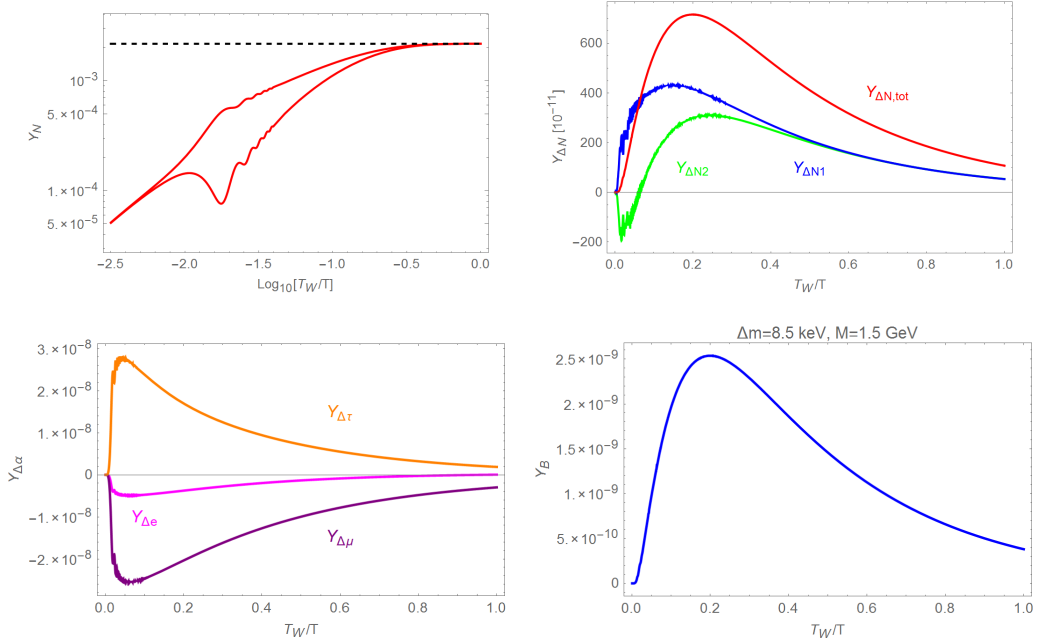 Y_N
10⁻³
5.×10⁻⁴
1.×10⁻⁴
5.×10⁻⁵
−2.5 −2.0 −1.5 −1.0 −0.5 0.0
Log₁₀[T_W/T]
Y_ΔN [10⁻¹¹]
600
400
200
0
−200
Y_ΔN,tot
Y_ΔN2
Y_ΔN1
0.0 0.2 0.4 0.6 0.8 1.0
T_W/T
Y_Δα
3.×10⁻⁸
2.×10⁻⁸
1.×10⁻⁸
0
−1.×10⁻⁸
−2.×10⁻⁸
Y_Δτ
Y_Δe
Y_Δμ
0.0 0.2 0.4 0.6 0.8 1.0
T_W/T
Δm=8.5 keV, M=1.5 GeV
Y_B
2.5×10⁻⁹
2.×10⁻⁹
1.5×10⁻⁹
1.×10⁻⁹
5.×10⁻¹⁰
0
0.0 0.2 0.4 0.6 0.8 1.0
T_W/T